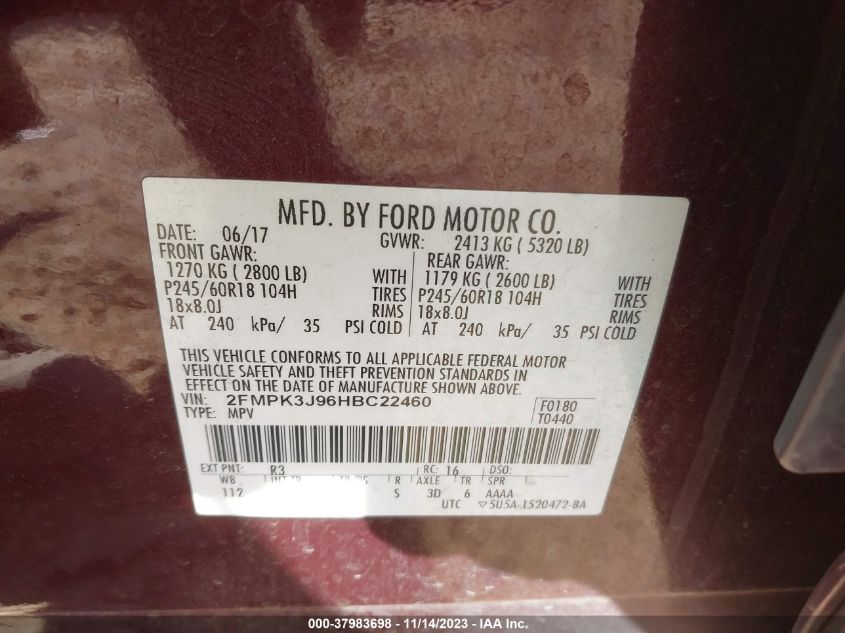 MFD. BY FORD MOTOR CO.
DATE: 06/17 GVWR: 2413 KG ( 5320 LB)
FRONT GAWR: REAR GAWR:
1270 KG ( 2800 LB) WITH 1179 KG ( 2600 LB) WITH
P245/60R18 104H TIRES P245/60R18 104H TIRES
18x8.0J RIMS 18x8.0J RIMS
AT 240 kPa/ 35 PSI COLD AT 240 kPa/ 35 PSI COLD
THIS VEHICLE CONFORMS TO ALL APPLICABLE FEDERAL MOTOR
VEHICLE SAFETY AND THEFT PREVENTION STANDARDS IN
EFFECT ON THE DATE OF MANUFACTURE SHOWN ABOVE.
VIN: 2FMPK3J96HBC22460 F0180
TYPE: MPV T0440
EXT PNT: R3 RC: 16 DSO:
WB INT TR TP/PS R AXLE TR SPR
112 S 3D 6 AAAA
UTC ▽5U5A-1520472-BA
000-37983698 - 11/14/2023 - IAA Inc.